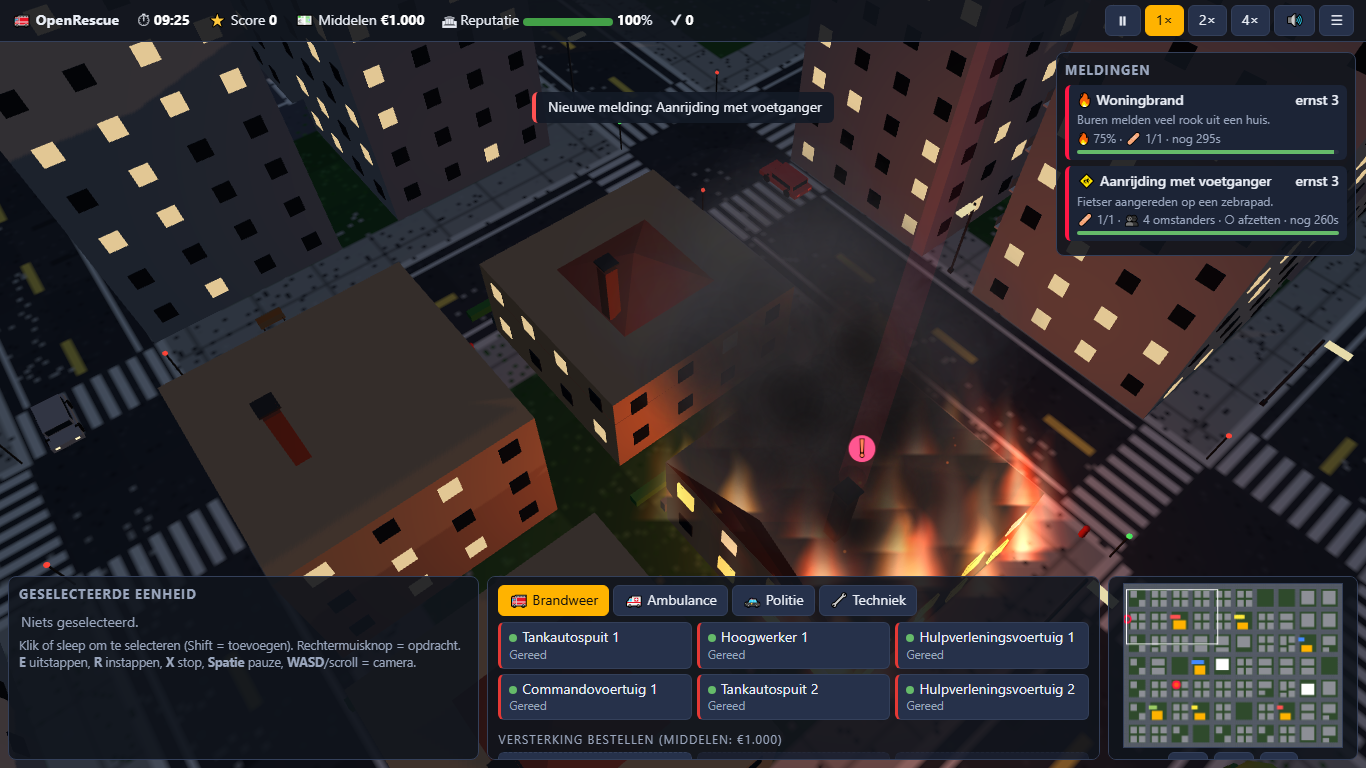 OpenRescue 09:25 Score 0 Middelen €1.000 Reputatie 100% ✓ 0
1× 2× 4×
Nieuwe melding: Aanrijding met voetganger
MELDINGEN
Woningbrand ernst 3
Buren melden veel rook uit een huis.
75% · 1/1 · nog 295s
Aanrijding met voetganger ernst 3
Fietser aangereden op een zebrapad.
1/1 · 4 omstanders · afzetten · nog 260s
!
GESELECTEERDE EENHEID
Niets geselecteerd.
Klik of sleep om te selecteren (Shift = toevoegen). Rechtermuisknop = opdracht.
E uitstappen, R instappen, X stop, Spatie pauze, WASD/scroll = camera.
Brandweer Ambulance Politie Techniek
Tankautospuit 1 Hoogwerker 1 Hulpverleningsvoertuig 1
Gereed Gereed Gereed
Commandovoertuig 1 Tankautospuit 2 Hulpverleningsvoertuig 2
Gereed Gereed Gereed
VERSTERKING BESTELLEN (MIDDELEN: €1.000)